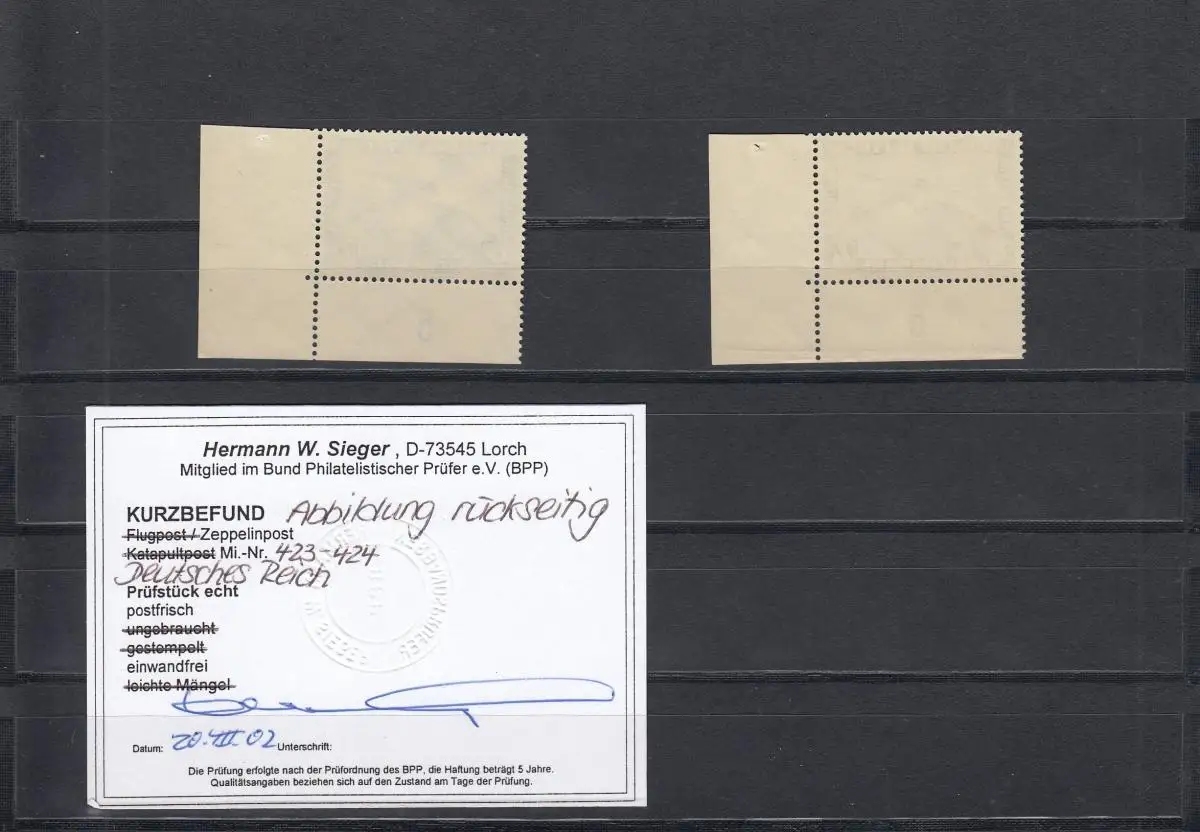 Hermann W. Sieger , D-73545 Lorch
Mitglied im Bund Philatelistischer Prüfer e.V. (BPP)
KURZBEFUND Abbildung rückseitig
Flugpost / Zeppelinpost
Katapultpost Mi.-Nr. 423-424
Deutsches Reich
Prüfstück echt
postfrisch
ungebraucht
gestempelt
einwandfrei
leichte Mängel
Datum: 20.VII.02 Unterschrift:
Die Prüfung erfolgte nach der Prüfordnung des BPP, die Haftung beträgt 5 Jahre.
Qualitätsangaben beziehen sich auf den Zustand am Tage der Prüfung.